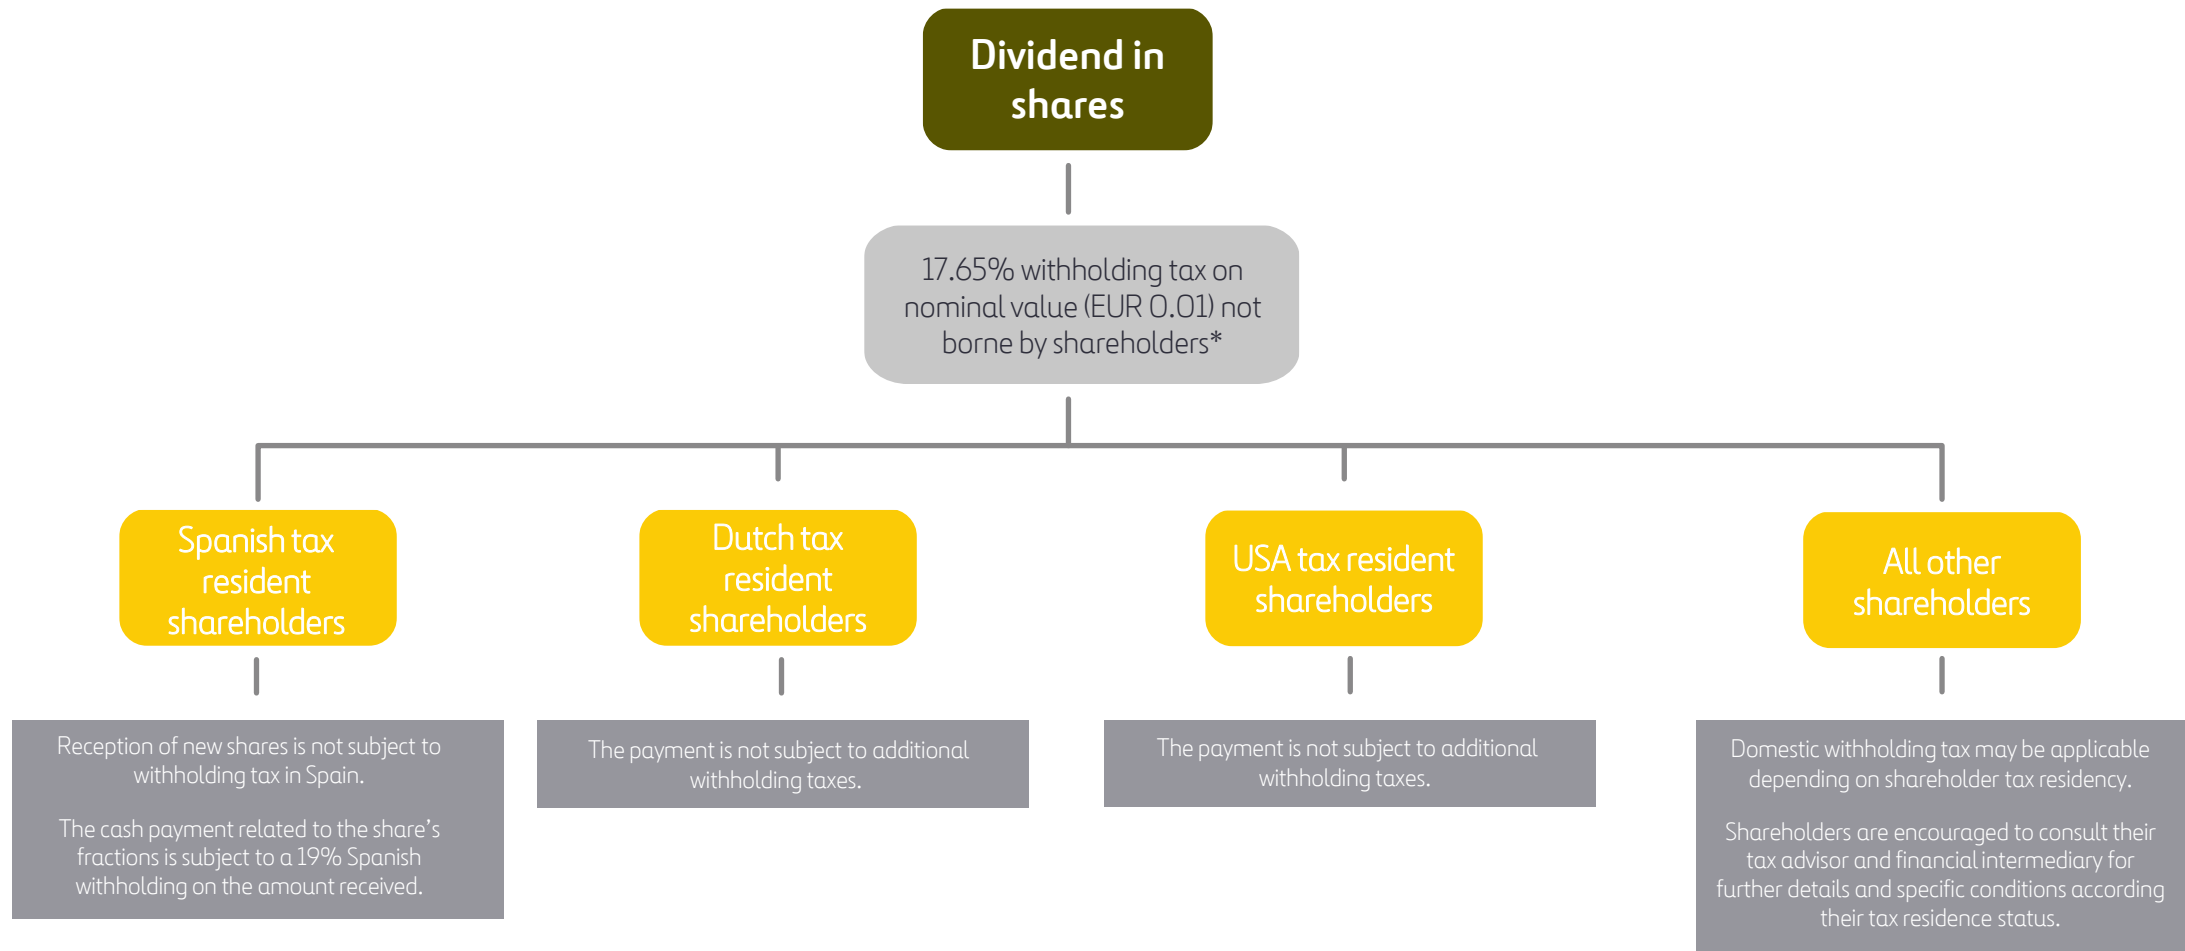 Dividend in
shares
17.65% withholding tax on
nominal value (EUR 0.01) not
borne by shareholders*
Spanish tax
resident
shareholders
Dutch tax
resident
shareholders
USA tax resident
shareholders
All other
shareholders
Reception of new shares is not subject to
withholding tax in Spain.
The cash payment related to the share's
fractions is subject to a 19% Spanish
withholding on the amount received.
The payment is not subject to additional
withholding taxes.
The payment is not subject to additional
withholding taxes.
Domestic withholding tax may be applicable
depending on shareholder tax residency.
Shareholders are encouraged to consult their
tax advisor and financial intermediary for
further details and specific conditions according
their tax residence status.